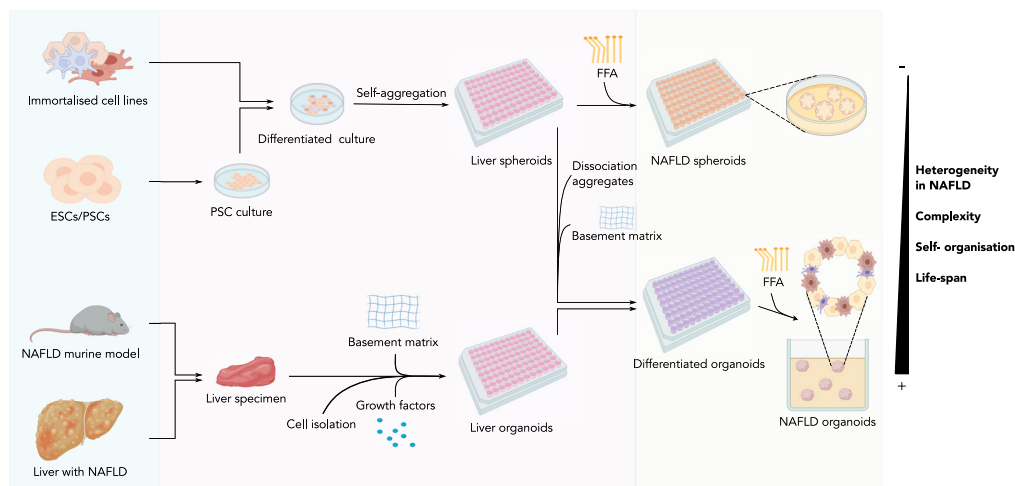 Immortalised cell lines
ESCs/PSCs
NAFLD murine model
Liver with NAFLD
Differentiated culture
PSC culture
Self-aggregation
Liver spheroids
FFA
NAFLD spheroids
Dissociation
aggregates
Basement matrix
Liver specimen
Basement matrix
Growth factors
Cell isolation
Liver organoids
Differentiated organoids
FFA
NAFLD organoids
-
Heterogeneity
in NAFLD
Complexity
Self- organisation
Life-span
+